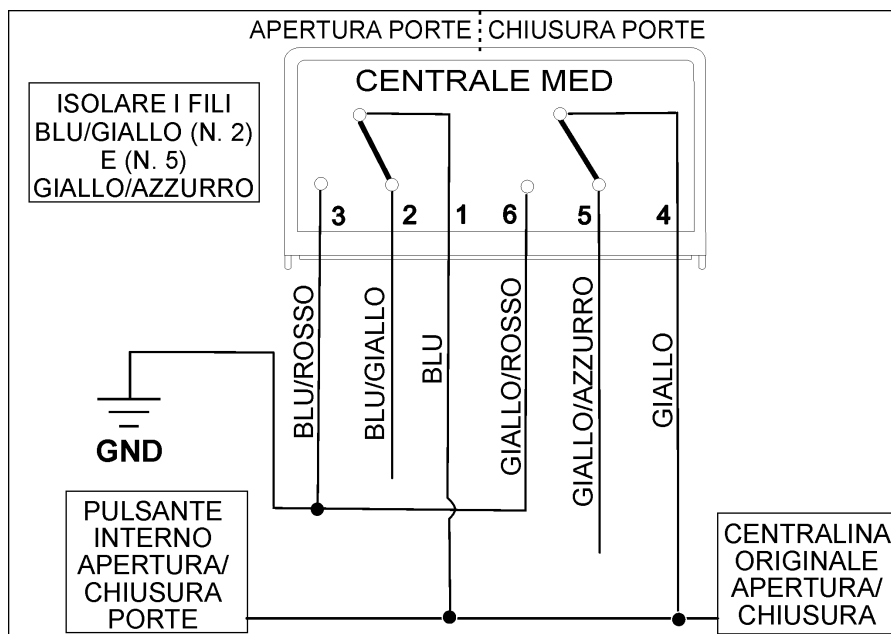 APERTURA PORTE
CHIUSURA PORTE
CENTRALE MED
ISOLARE I FILI
BLU/GIALLO (N. 2)
E (N. 5)
GIALLO/AZZURRO
3
2
1
6
5
4
BLU/ROSSO
BLU/GIALLO
BLU
GIALLO/ROSSO
GIALLO/AZZURRO
GIALLO
GND
PULSANTE
INTERNO
APERTURA/
CHIUSURA
PORTE
CENTRALINA
ORIGINALE
APERTURA/
CHIUSURA